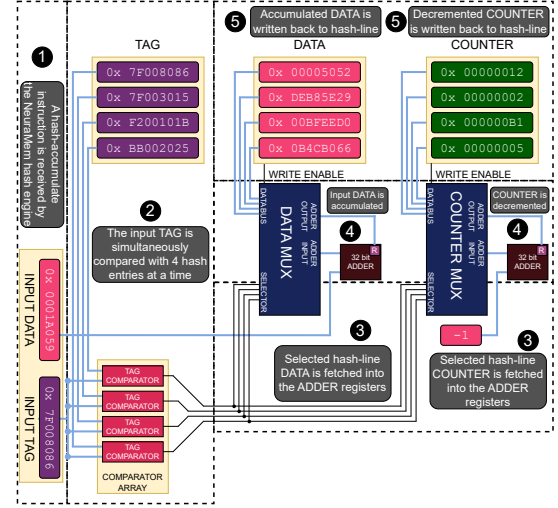 1
A hash-accumulate
instruction is received by
the NeuraMem hash engine
INPUT DATA
0x 0001A059
INPUT TAG
0x 7F008086
TAG
0x 7F008086
0x 7F003015
0x F200101B
0x BB002025
2
The input TAG is
simultaneously
compared with 4 hash
entries at a time
TAG
COMPARATOR
TAG
COMPARATOR
TAG
COMPARATOR
TAG
COMPARATOR
COMPARATOR
ARRAY
5
Accumulated DATA is
written back to hash-line
DATA
0x 00005052
0x DEB85E29
0x 00BFEED0
0x 0B4CB066
WRITE ENABLE
DATABUS
ADDER
OUTPUT
ADDER
INPUT
DATA MUX
SELECTOR
Input DATA is
accumulated
4
R
32 bit
ADDER
3
Selected hash-line
DATA is fetched into
the ADDER registers
5
Decremented COUNTER
is written back to hash-line
COUNTER
0x 00000012
0x 00000002
0x 000000B1
0x 00000005
WRITE ENABLE
DATABUS
ADDER
OUTPUT
ADDER
INPUT
COUNTER MUX
SELECTOR
COUNTER is
decremented
4
R
32 bit
ADDER
-1
3
Selected hash-line
COUNTER is fetched
into the ADDER
registers